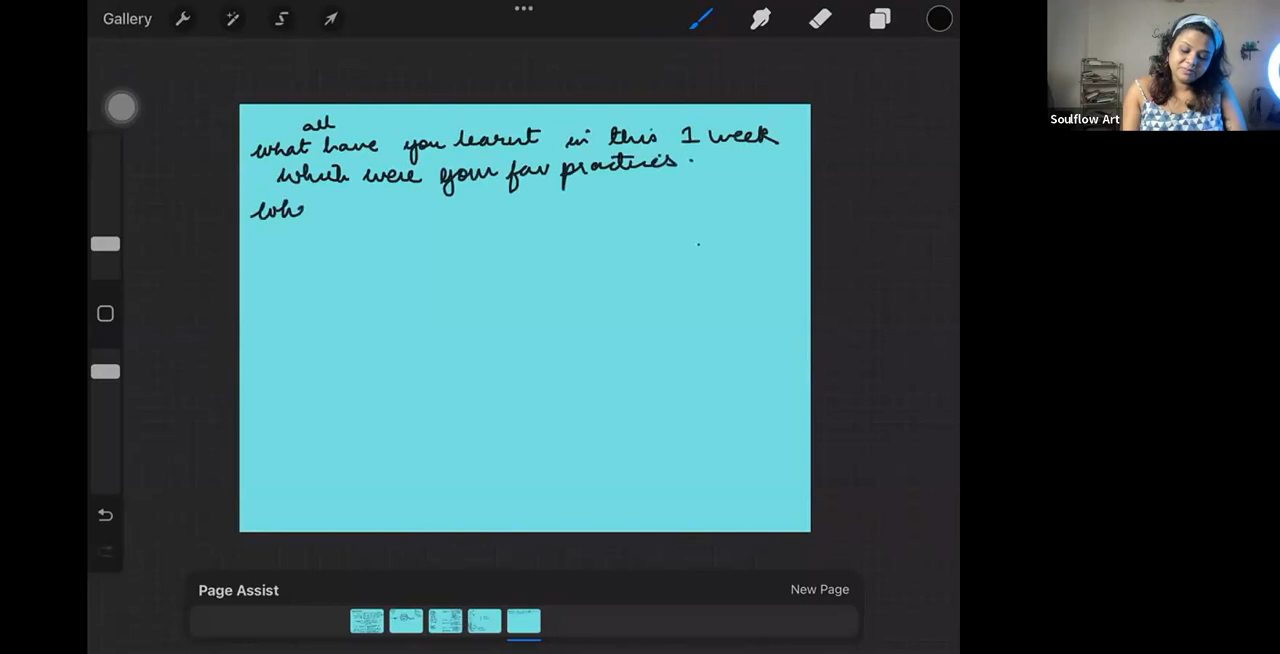 Gallery
Soulflow Art
all
what have you learnt in this 1 week
which were your fav practices.
who
Page Assist
New Page